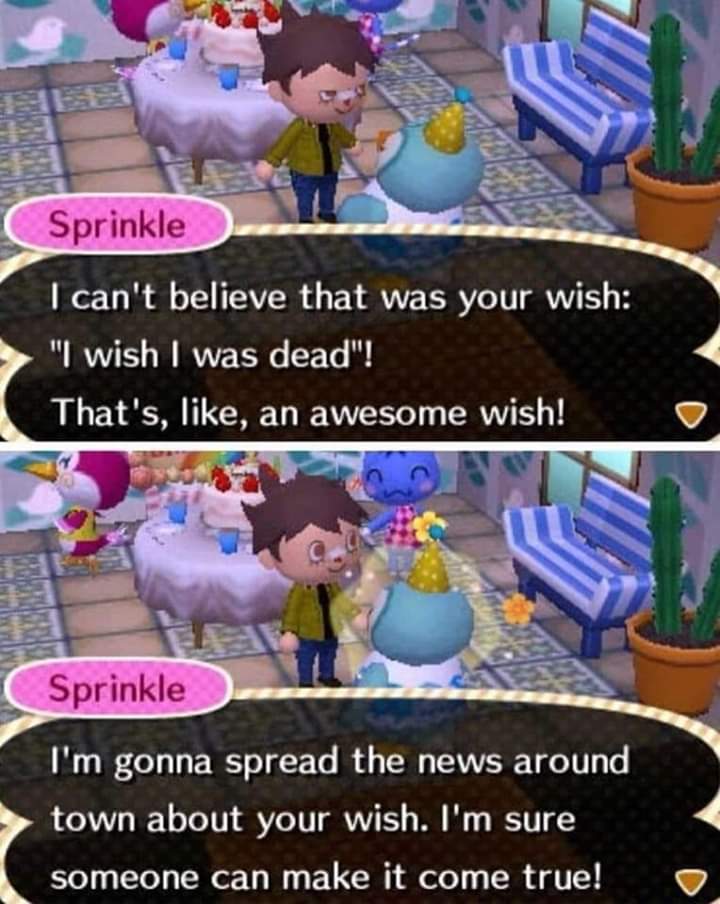 Sprinkle
I can't believe that was your wish:
"I wish I was dead"!
That's, like, an awesome wish!
Sprinkle
I'm gonna spread the news around
town about your wish. I'm sure
someone can make it come true!